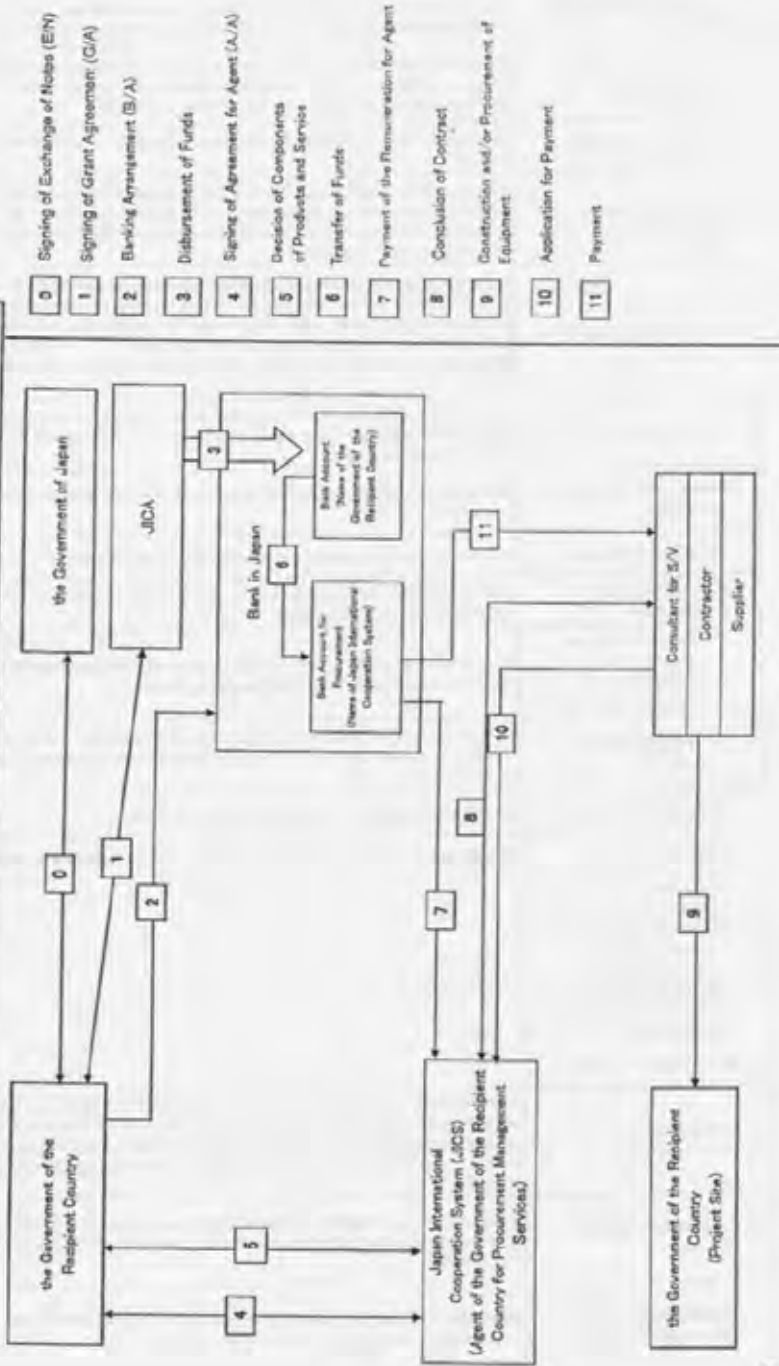 the Government of the
Recipient Country
the Government of Japan
JICA
0
1
2
3
Bank in Japan
Bank Account
(Name of the
Government of the
Recipient Country)
6
Bank Account for
Procurement
(Name of Japan International
Cooperation System)
4
5
7
8
10
11
Japan International
Cooperation System (JICS)
(Agent of the Government of the Recipient
Country for Procurement Management
Services)
Consultant for S/V
Contractor
Supplier
9
the Government of the Recipient
Country
(Project Site)
0 Signing of Exchange of Notes (E/N)
1 Signing of Grant Agreement (G/A)
2 Banking Arrangement (B/A)
3 Disbursement of Funds
4 Signing of Agreement for Agent (A/A)
5 Decision of Components
of Products and Service
6 Transfer of Funds
7 Payment of the Remuneration for Agent
8 Conclusion of Contract
9 Construction and/or Procurement of
Equipment
10 Application for Payment
11 Payment